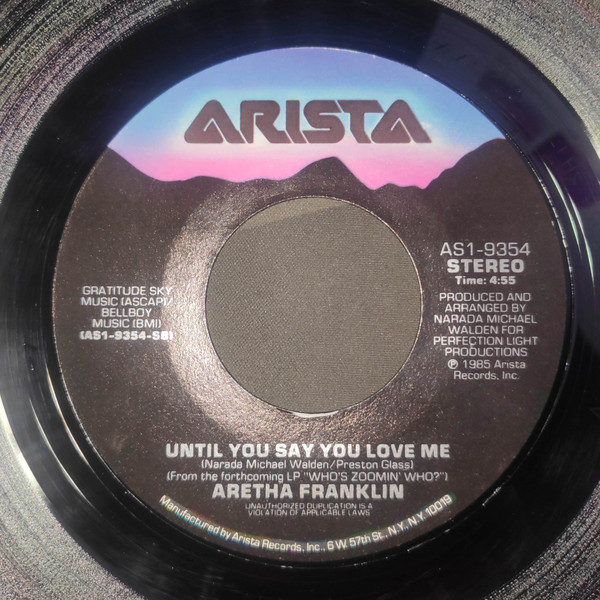 ARISTA
AS1-9354
STEREO
Time: 4:55
GRATITUDE SKY
MUSIC (ASCAP)/
BELLBOY
MUSIC (BMI)
(AS1-9354-SB)
PRODUCED AND
ARRANGED BY
NARADA MICHAEL
WALDEN FOR
PERFECTION LIGHT
PRODUCTIONS
℗ 1985 Arista
Records, Inc.
UNTIL YOU SAY YOU LOVE ME
(Narada Michael Walden/Preston Glass)
(From the forthcoming LP "WHO'S ZOOMIN' WHO?")
ARETHA FRANKLIN
UNAUTHORIZED DUPLICATION IS A
VIOLATION OF APPLICABLE LAWS
Manufactured by Arista Records, Inc., 6 W. 57th St., N.Y., N.Y. 10019